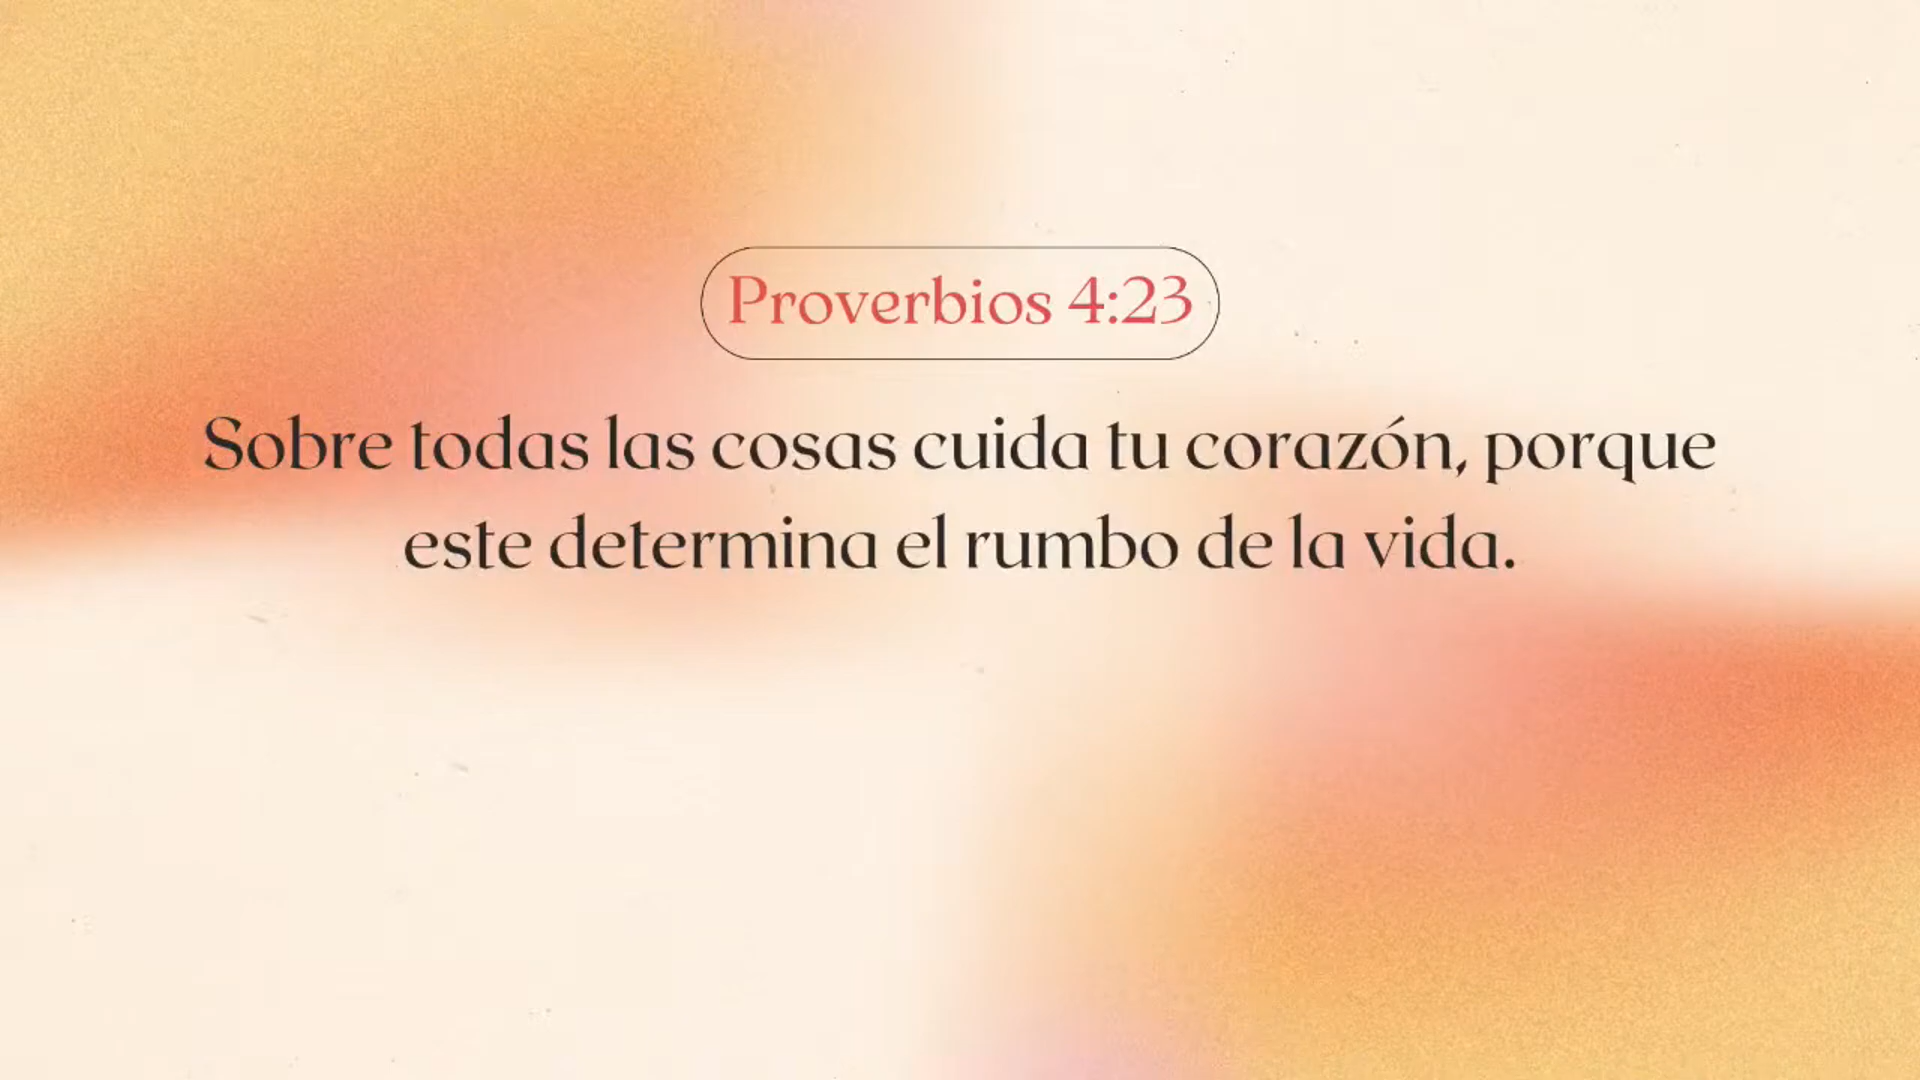 Proverbios 4:23
Sobre todas las cosas cuida tu corazón, porque
este determina el rumbo de la vida.